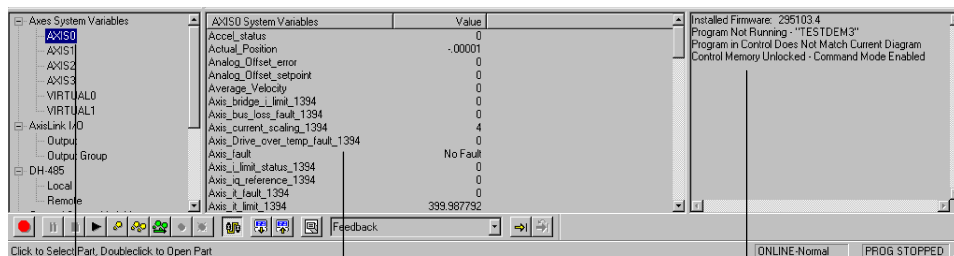 Axes System Variables
AXIS0
AXIS1
AXIS2
AXIS3
VIRTUAL0
VIRTUAL1
AxisLink I/O
Output
Output Group
DH-485
Local
Remote
AXIS0 System Variables Value
Accel_status 0
Actual_Position -.00001
Analog_Offset_error 0
Analog_Offset_setpoint 0
Average_Velocity 0
Axis_bridge_i_limit_1394 0
Axis_bus_loss_fault_1394 0
Axis_current_scaling_1394 4
Axis_Drive_over_temp_fault_1394 0
Axis_fault No Fault
Axis_i_limit_status_1394 0
Axis_iq_reference_1394 0
Axis_it_fault_1394 0
Axis_it_limit_1394 399.987792
Installed Firmware: 295103.4
Program Not Running - "TESTDEM3"
Program in Control Does Not Match Current Diagram
Control Memory Unlocked - Command Mode Enabled
Feedback
Click to Select Part, Doubleclick to Open Part
ONLINE-Normal
PROG STOPPED